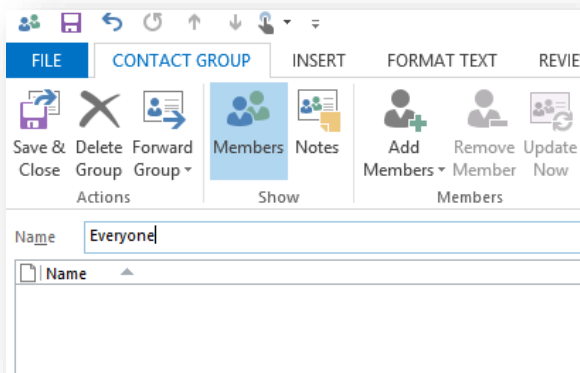 FILE CONTACT GROUP INSERT FORMAT TEXT REVIE
Save & Close
Delete Group
Forward Group
Members
Notes
Add Members
Remove Member
Update Now
Actions Show Members
Name Everyone
Name